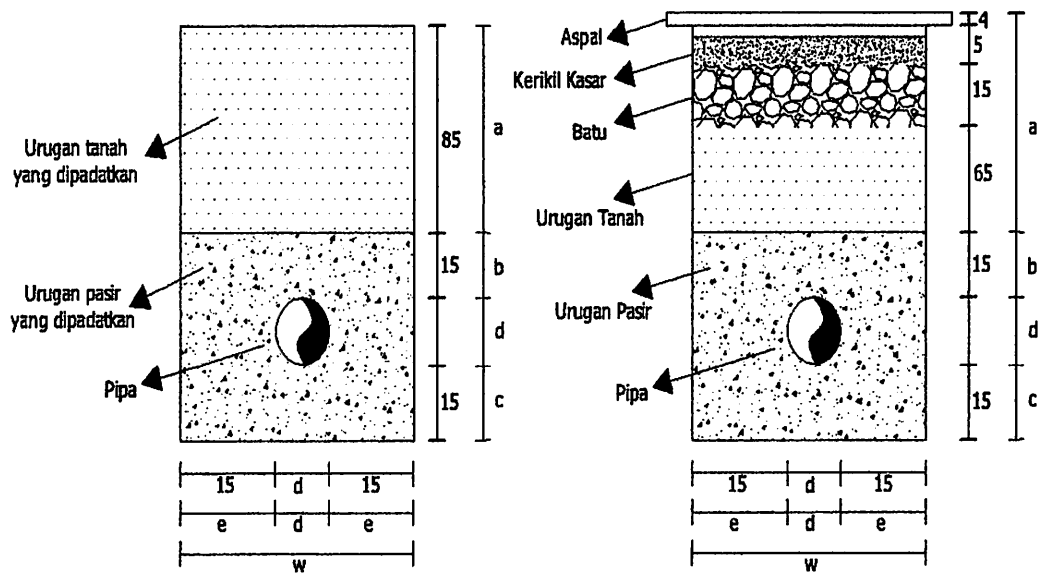 Urugan tanah
yang dipadatkan
Urugan pasir
yang dipadatkan
Pipa
85
15
15
a
b
d
c
15 d 15
e d e
w
Aspal
Kerikil Kasar
Batu
Urugan Tanah
Urugan Pasir
Pipa
4
5
15
65
15
15
a
b
d
c
15 d 15
e d e
w